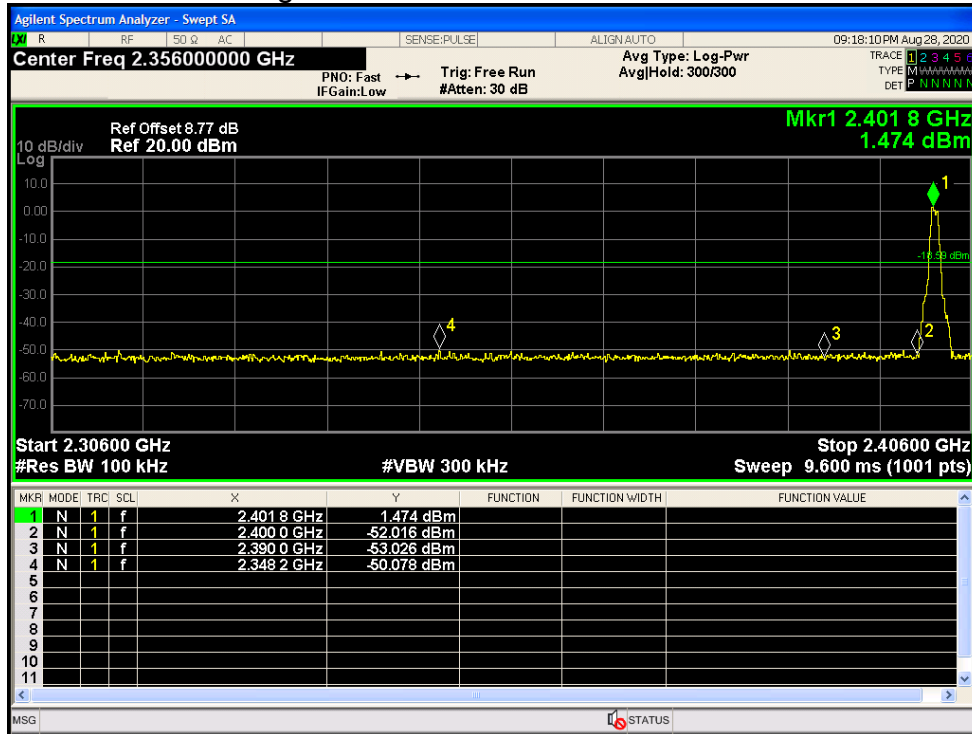 Agilent Spectrum Analyzer - Swept SA
LXI R RF 50 Ω AC SENSE:PULSE ALIGN AUTO 09:18:10 PM Aug 28, 2020
Center Freq 2.356000000 GHz
PNO: Fast Trig: Free Run
IFGain:Low #Atten: 30 dB
Avg Type: Log-Pwr
Avg|Hold: 300/300
TRACE 1 2 3 4 5 6
TYPE M
DET P N N N N N
Mkr1 2.401 8 GHz
1.474 dBm
Ref Offset 8.77 dB
10 dB/div Ref 20.00 dBm
Log
10.0
0.00
-10.0
-20.0
-30.0
-40.0
-50.0
-60.0
-70.0
1
-18.59 dBm
4
3
2
Start 2.30600 GHz Stop 2.40600 GHz
#Res BW 100 kHz #VBW 300 kHz Sweep 9.600 ms (1001 pts)
MKR MODE TRC SCL X Y FUNCTION FUNCTION WIDTH FUNCTION VALUE
1 N 1 f 2.401 8 GHz 1.474 dBm
2 N 1 f 2.400 0 GHz -52.016 dBm
3 N 1 f 2.390 0 GHz -53.026 dBm
4 N 1 f 2.348 2 GHz -50.078 dBm
5
6
7
8
9
10
11
MSG STATUS